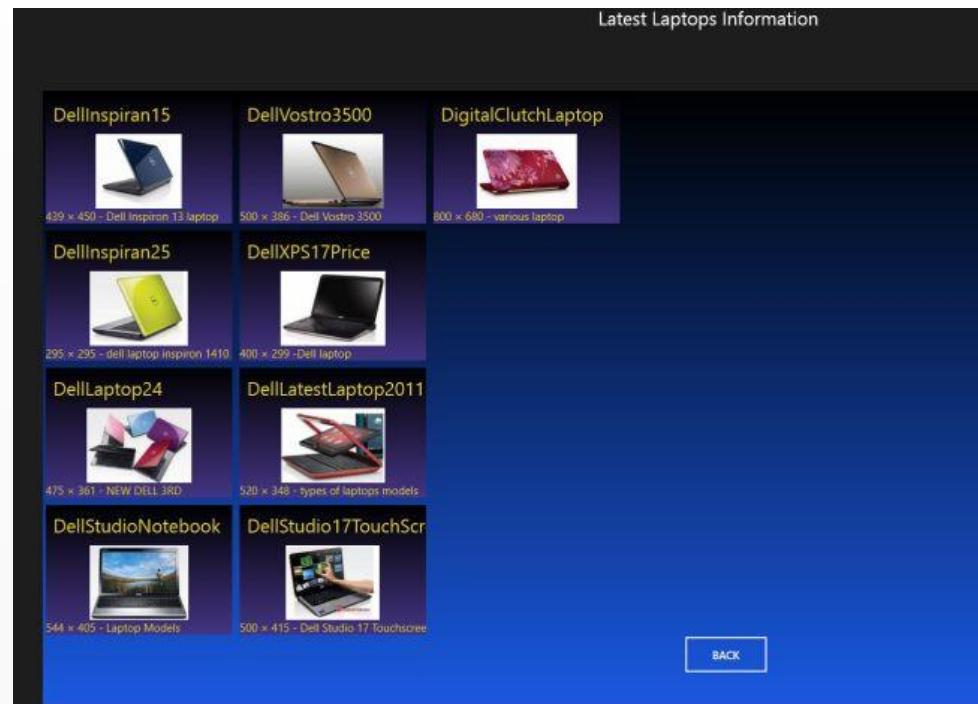 Latest Laptops Information
DellInspiran15
439 × 450 - Dell Inspiron 13 laptop
DellVostro3500
500 × 386 - Dell Vostro 3500
DigitalClutchLaptop
800 × 680 - various laptop
DellInspiran25
295 × 295 - dell laptop inspiron 1410
DellXPS17Price
400 × 299 -Dell laptop
DellLaptop24
475 × 361 - NEW DELL 3RD
DellLatestLaptop2011
520 × 348 - types of laptops models
DellStudioNotebook
544 × 405 - Laptop Models
DellStudio17TouchScr
500 × 415 - Dell Studio 17 Touchscree
BACK